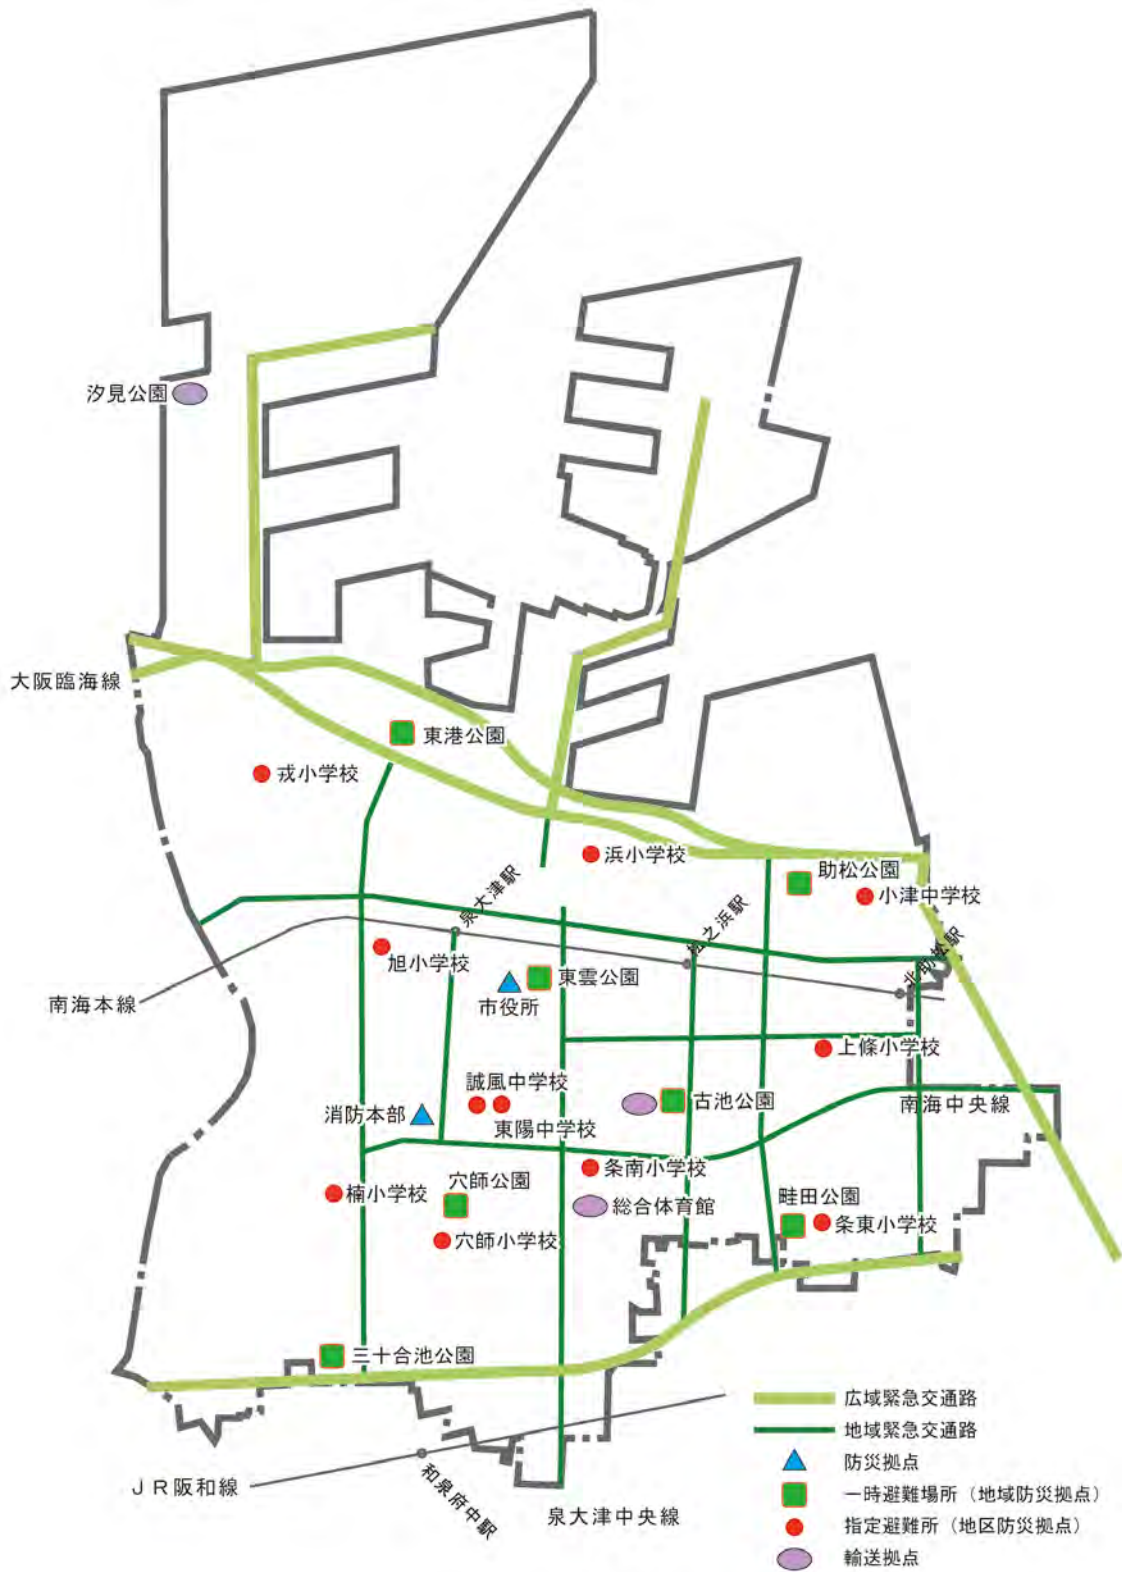 汐見公園
大阪臨海線
東港公園
戎小学校
浜小学校
助松公園
小津中学校
泉大津駅
松之浜駅
北助松駅
旭小学校
東雲公園
市役所
南海本線
上條小学校
誠風中学校
消防本部
東陽中学校
古池公園
南海中央線
条南小学校
楠小学校
穴師公園
総合体育館
畦田公園
条東小学校
穴師小学校
三十合池公園
広域緊急交通路
地域緊急交通路
防災拠点
一時避難場所（地域防災拠点）
指定避難所（地区防災拠点）
輸送拠点
ＪＲ阪和線
和泉府中駅
泉大津中央線